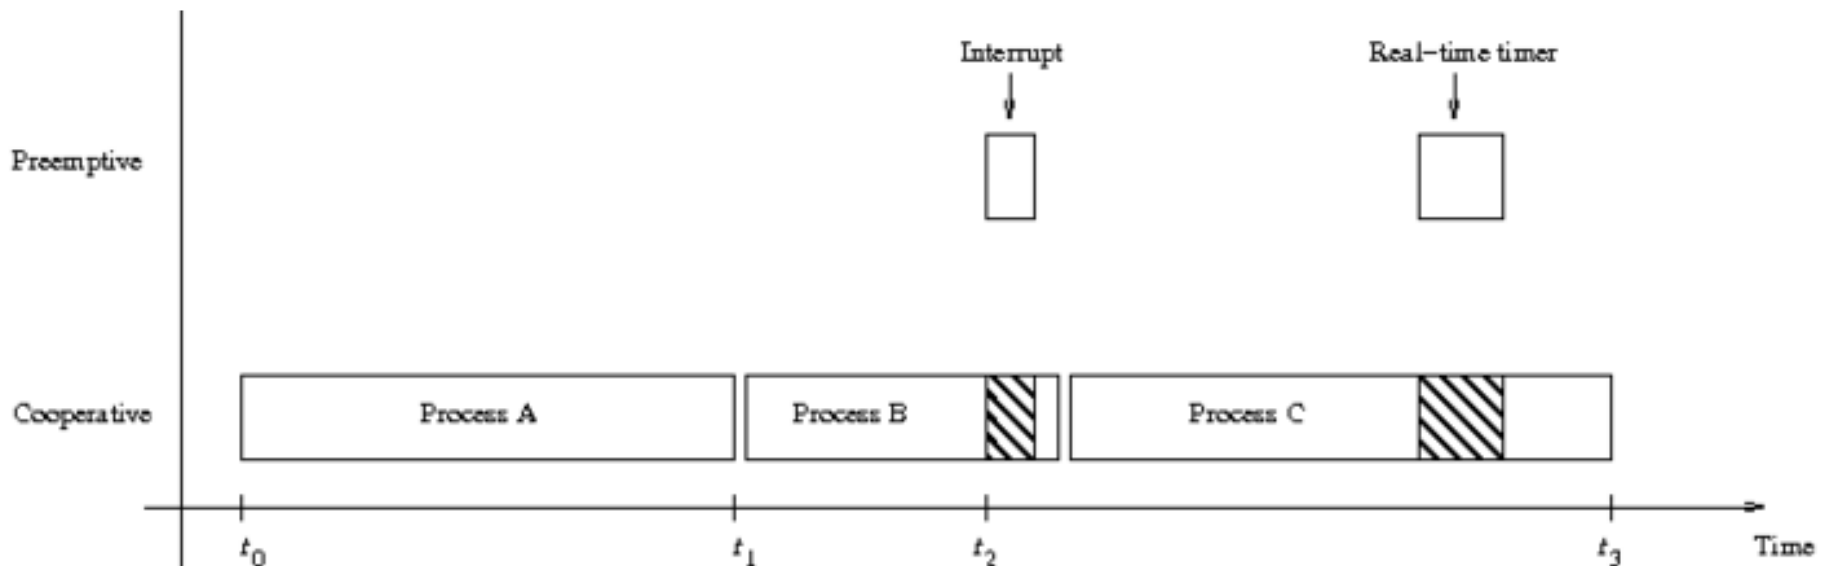 Interrupt
Real-time timer
Preemptive
Cooperative
Process A
Process B
Process C
t0
t1
t2
t3
Time